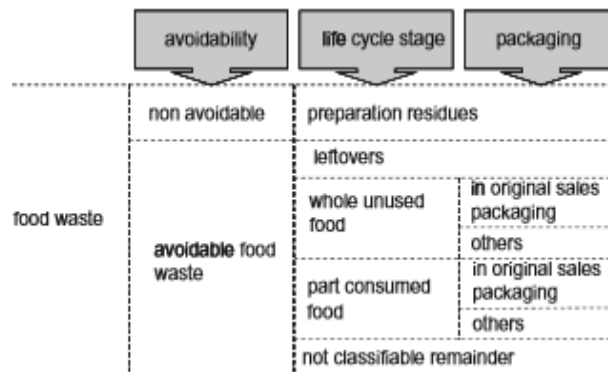 avoidability
life cycle stage
packaging
non avoidable
preparation residues
leftovers
food waste
avoidable food
waste
whole unused
food
in original sales
packaging
others
part consumed
food
in original sales
packaging
others
not classifiable remainder